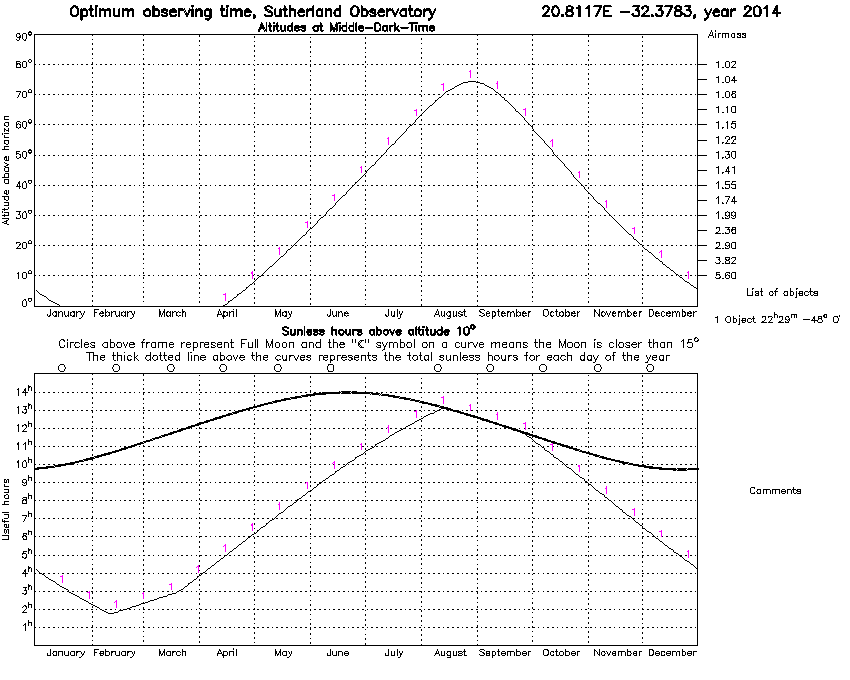 Optimum observing time, Sutherland Observatory 20.8117E −32.3783, year 2014
Altitudes at Middle-Dark-Time
Airmass
90°
80° 1.02
1.04
70° 1.06
1.10
60° 1.15
1.22
50° 1.30
1.41
40° 1.55
1.74
30° 1.99
2.36
20° 2.90
3.82
10° 5.60
0°
Altitude above horizon
January February March April May June July August September October November December
List of objects
1 Object 22ʰ29ᵐ −48° 0'
Sunless hours above altitude 10°
Circles above frame represent Full Moon and the "☾" symbol on a curve means the Moon is closer than 15°
The thick dotted line above the curves represents the total sunless hours for each day of the year
14ʰ
13ʰ
12ʰ
11ʰ
10ʰ
9ʰ
8ʰ
7ʰ
6ʰ
5ʰ
4ʰ
3ʰ
2ʰ
1ʰ
Useful hours
Comments
January February March April May June July August September October November December